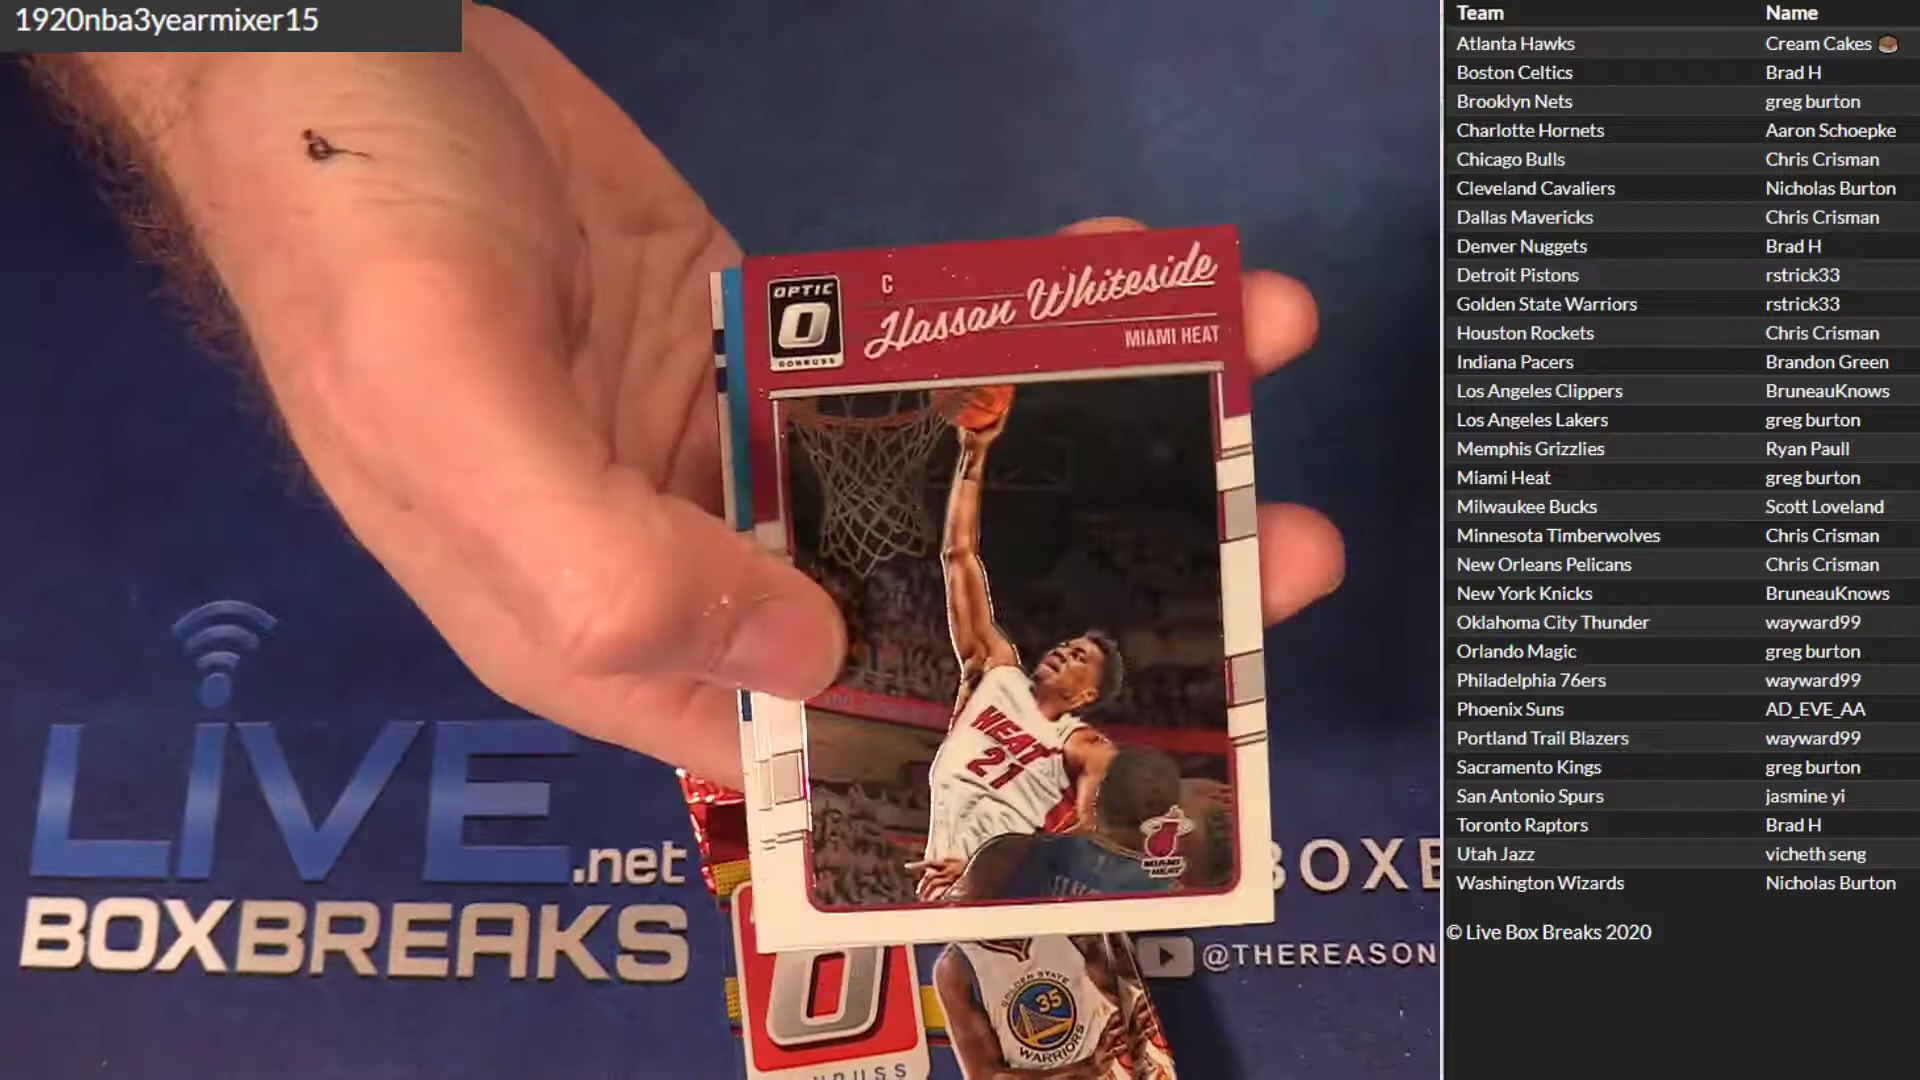 1920nba3yearmixer15
OPTIC
DONRUSS
C
Hassan Whiteside
MIAMI HEAT
HEAT
21
MIAMI
HEAT
LIVE
.net
BOXBREAKS
@THEREASON
GOLDEN STATE
35
WARRIORS
Team Name
Atlanta Hawks Cream Cakes
Boston Celtics Brad H
Brooklyn Nets greg burton
Charlotte Hornets Aaron Schoepke
Chicago Bulls Chris Crisman
Cleveland Cavaliers Nicholas Burton
Dallas Mavericks Chris Crisman
Denver Nuggets Brad H
Detroit Pistons rstrick33
Golden State Warriors rstrick33
Houston Rockets Chris Crisman
Indiana Pacers Brandon Green
Los Angeles Clippers BruneauKnows
Los Angeles Lakers greg burton
Memphis Grizzlies Ryan Paull
Miami Heat greg burton
Milwaukee Bucks Scott Loveland
Minnesota Timberwolves Chris Crisman
New Orleans Pelicans Chris Crisman
New York Knicks BruneauKnows
Oklahoma City Thunder wayward99
Orlando Magic greg burton
Philadelphia 76ers wayward99
Phoenix Suns AD_EVE_AA
Portland Trail Blazers wayward99
Sacramento Kings greg burton
San Antonio Spurs jasmine yi
Toronto Raptors Brad H
Utah Jazz vicheth seng
Washington Wizards Nicholas Burton
© Live Box Breaks 2020